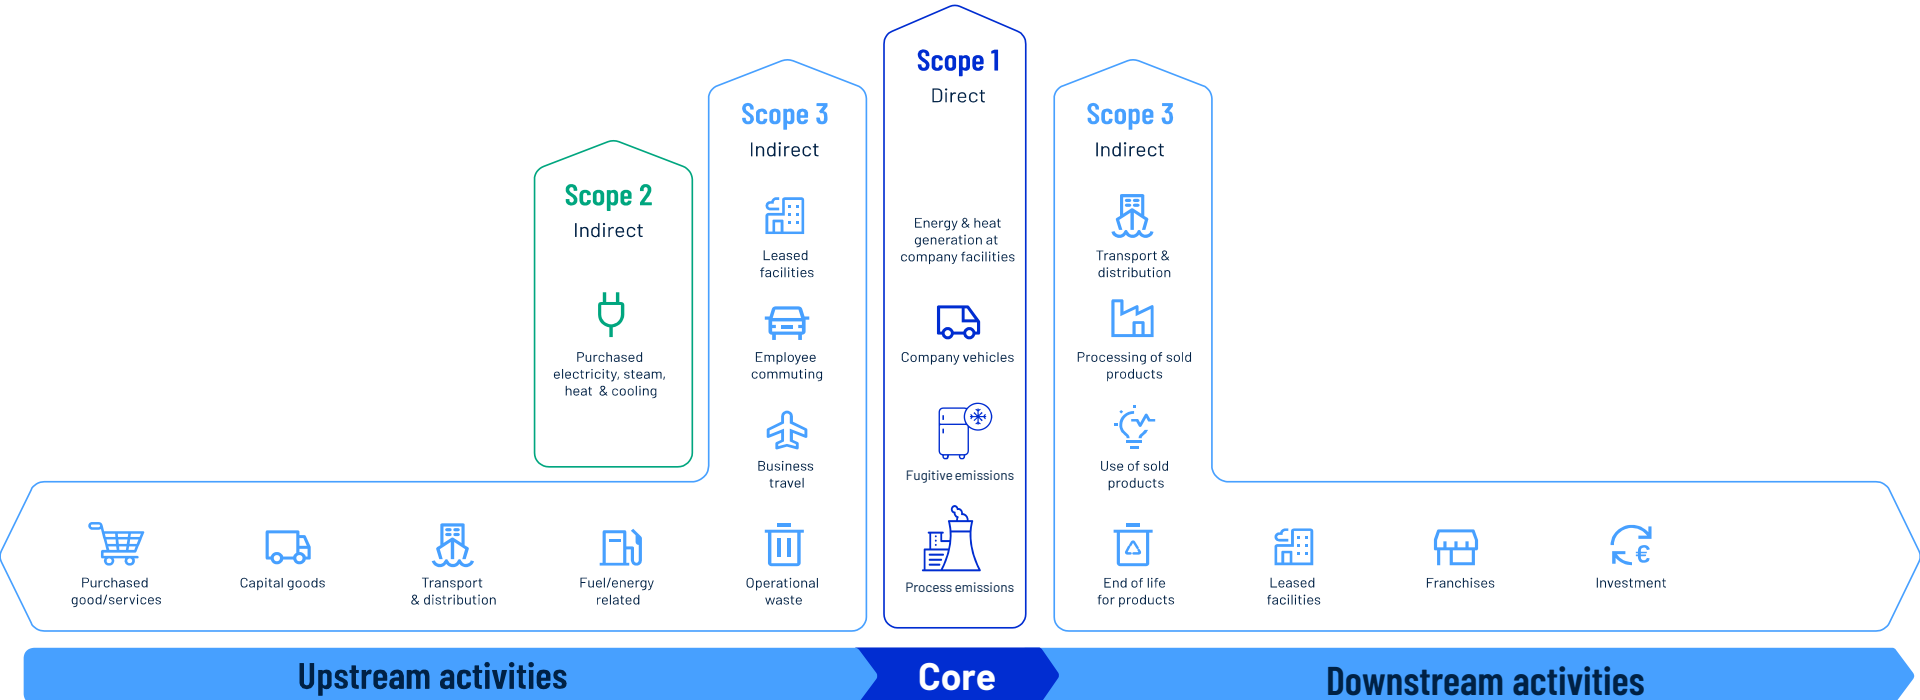 Scope 2
Indirect
Purchased
electricity, steam,
heat & cooling
Scope 3
Indirect
Leased
facilities
Employee
commuting
Business
travel
Purchased
good/services
Capital goods
Transport
& distribution
Fuel/energy
related
Operational
waste
Scope 1
Direct
Energy & heat
generation at
company facilities
Company vehicles
Fugitive emissions
Process emissions
Scope 3
Indirect
Transport &
distribution
Processing of sold
products
Use of sold
products
End of life
for products
Leased
facilities
Franchises
€
Investment
Upstream activities
Core
Downstream activities